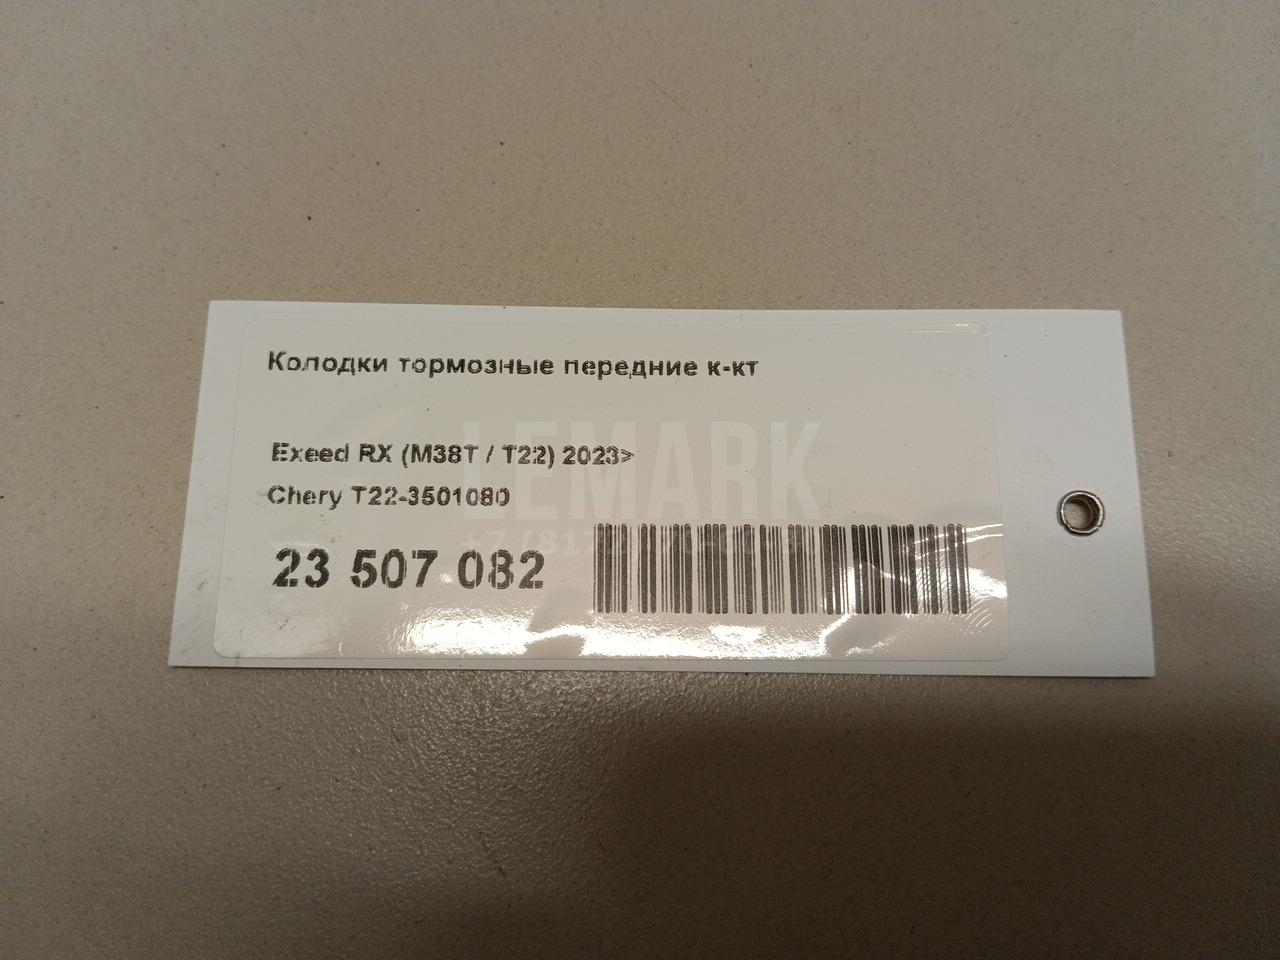 Колодки тормозные передние к-кт
Exeed RX (M38T / T22) 2023>
Chery T22-3501080
LEMARK
23 507 082